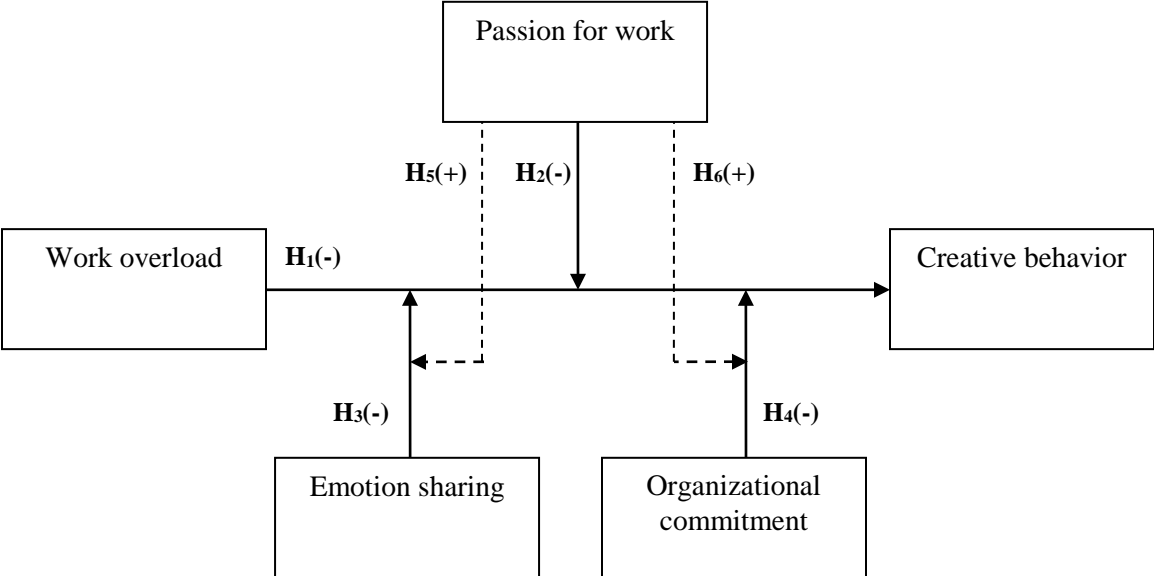 Passion for work
H5(+)
H2(-)
H6(+)
Work overload
H1(-)
Creative behavior
H3(-)
H4(-)
Emotion sharing
Organizational
commitment